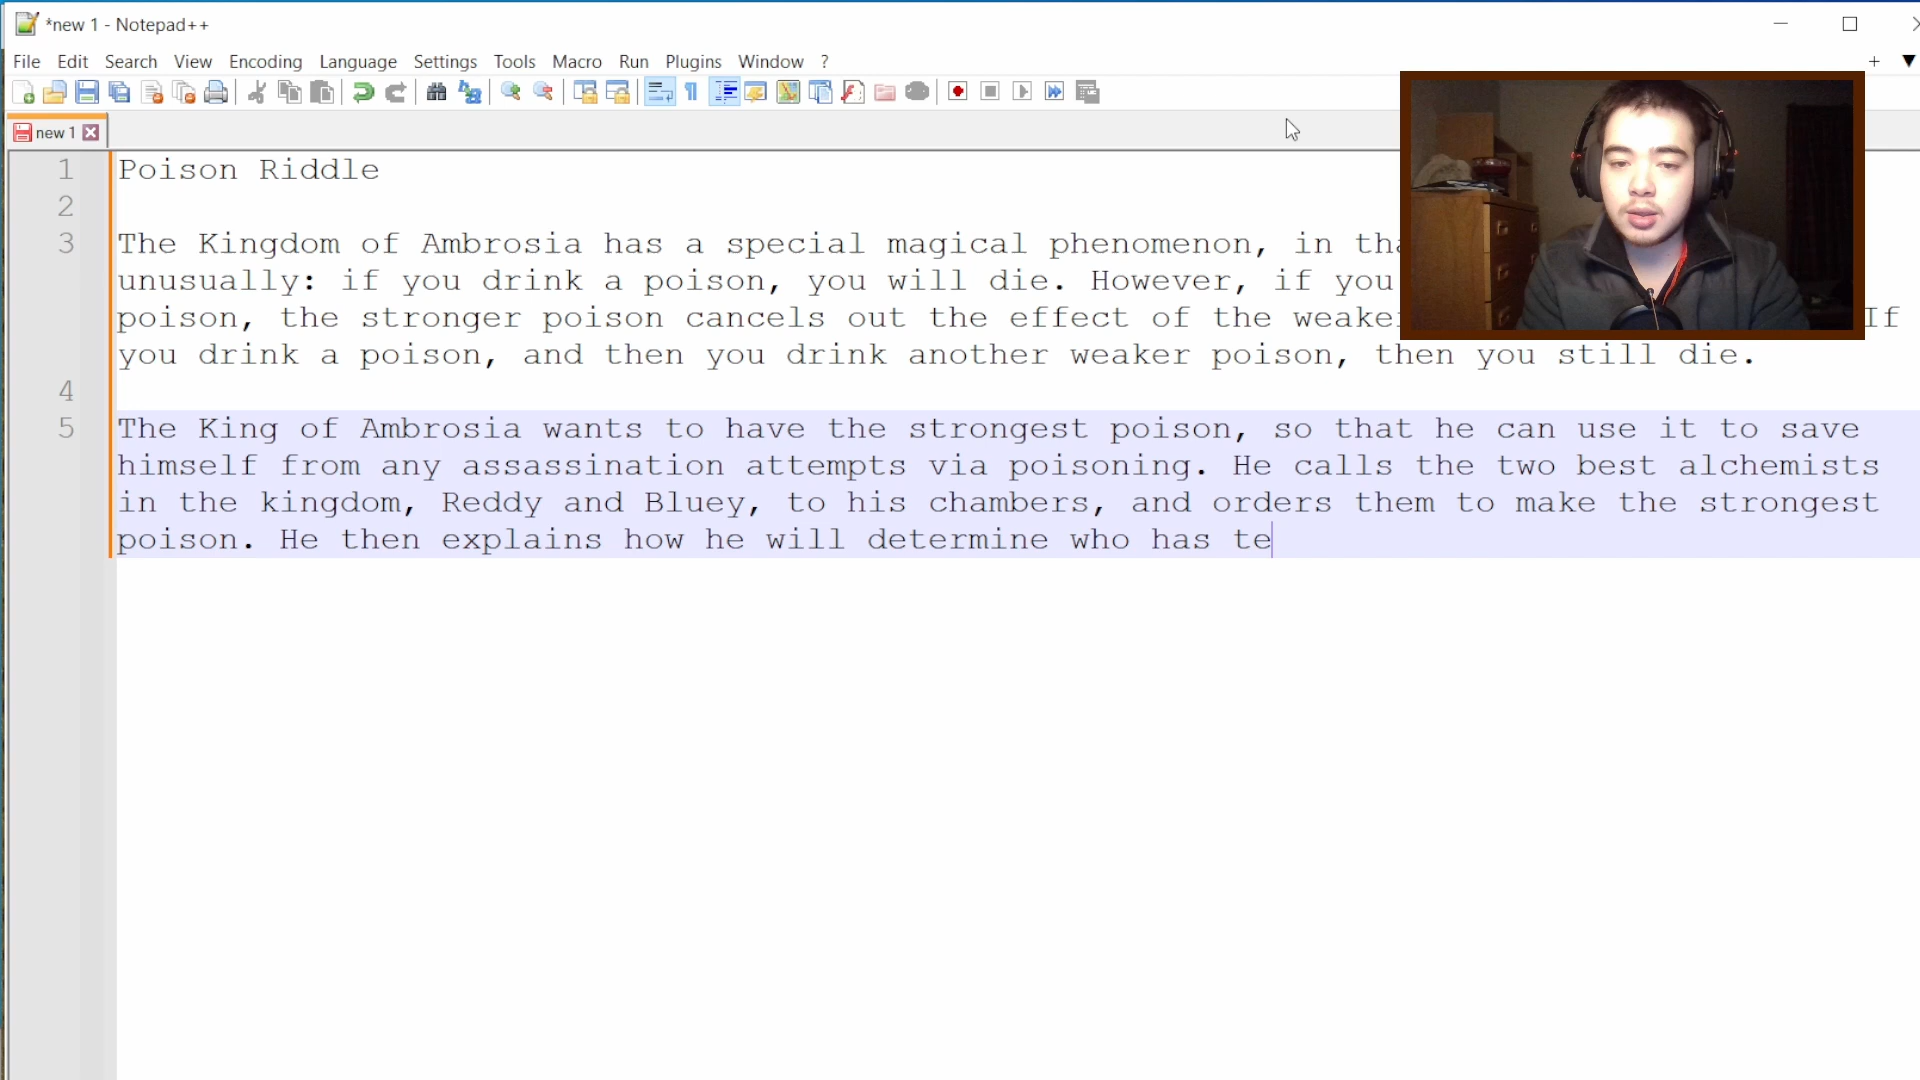 *new 1 - Notepad++
File Edit Search View Encoding Language Settings Tools Macro Run Plugins Window ?
new 1
1 Poison Riddle
2
3 The Kingdom of Ambrosia has a special magical phenomenon, in
unusually: if you drink a poison, you will die. However, if you
poison, the stronger poison cancels out the effect of the If
you drink a poison, and then you drink another weaker poison, then you still die.
4
5 The King of Ambrosia wants to have the strongest poison, so that he can use it to save
himself from any assassination attempts via poisoning. He calls the two best alchemists
in the kingdom, Reddy and Bluey, to his chambers, and orders them to make the strongest
poison. He then explains how he will determine who has te